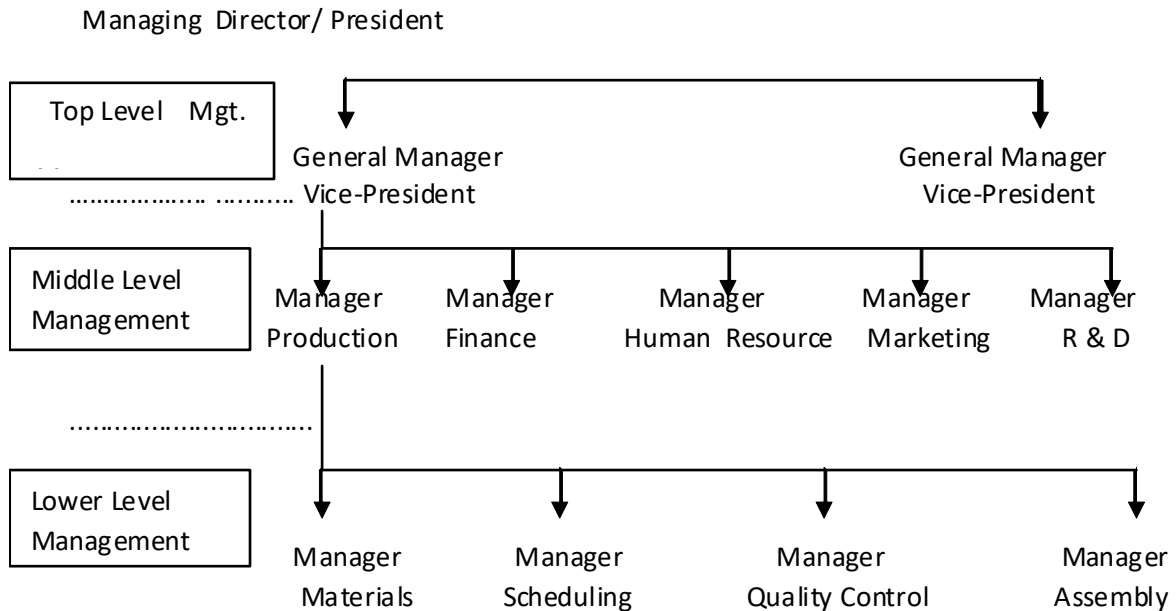 Managing Director/ President
Top Level Mgt.
General Manager General Manager
Vice-President Vice-President
Middle Level
Management
Manager Manager Manager Manager Manager
Production Finance Human Resource Marketing R & D
Lower Level
Management
Manager Manager Manager Manager
Materials Scheduling Quality Control Assembly